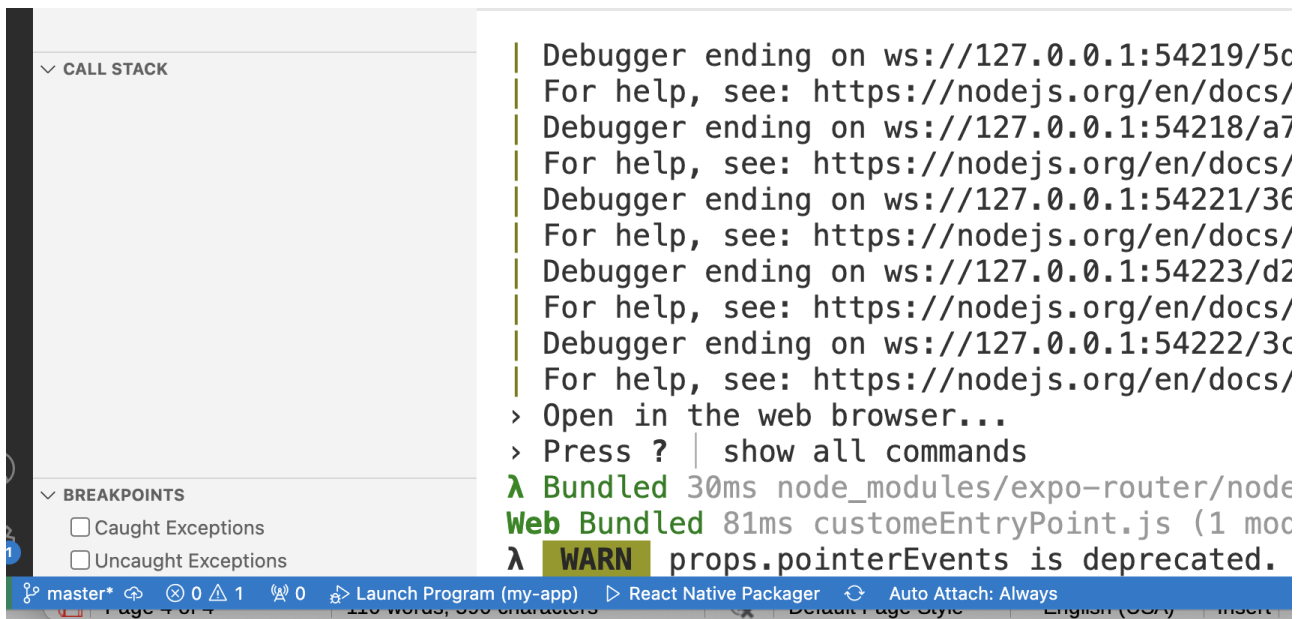 CALL STACK
BREAKPOINTS
Caught Exceptions
Uncaught Exceptions
1
Debugger ending on ws://127.0.0.1:54219/5
For help, see: https://nodejs.org/en/docs/
Debugger ending on ws://127.0.0.1:54218/a7
For help, see: https://nodejs.org/en/docs/
Debugger ending on ws://127.0.0.1:54221/36
For help, see: https://nodejs.org/en/docs/
Debugger ending on ws://127.0.0.1:54223/d2
For help, see: https://nodejs.org/en/docs/
Debugger ending on ws://127.0.0.1:54222/3
For help, see: https://nodejs.org/en/docs/
› Open in the web browser...
› Press ? │ show all commands
λ Bundled 30ms node_modules/expo-router/node
Web Bundled 81ms customeEntryPoint.js (1 mod
λ WARN props.pointerEvents is deprecated.
master* 0 1 0 Launch Program (my-app) React Native Packager Auto Attach: Always